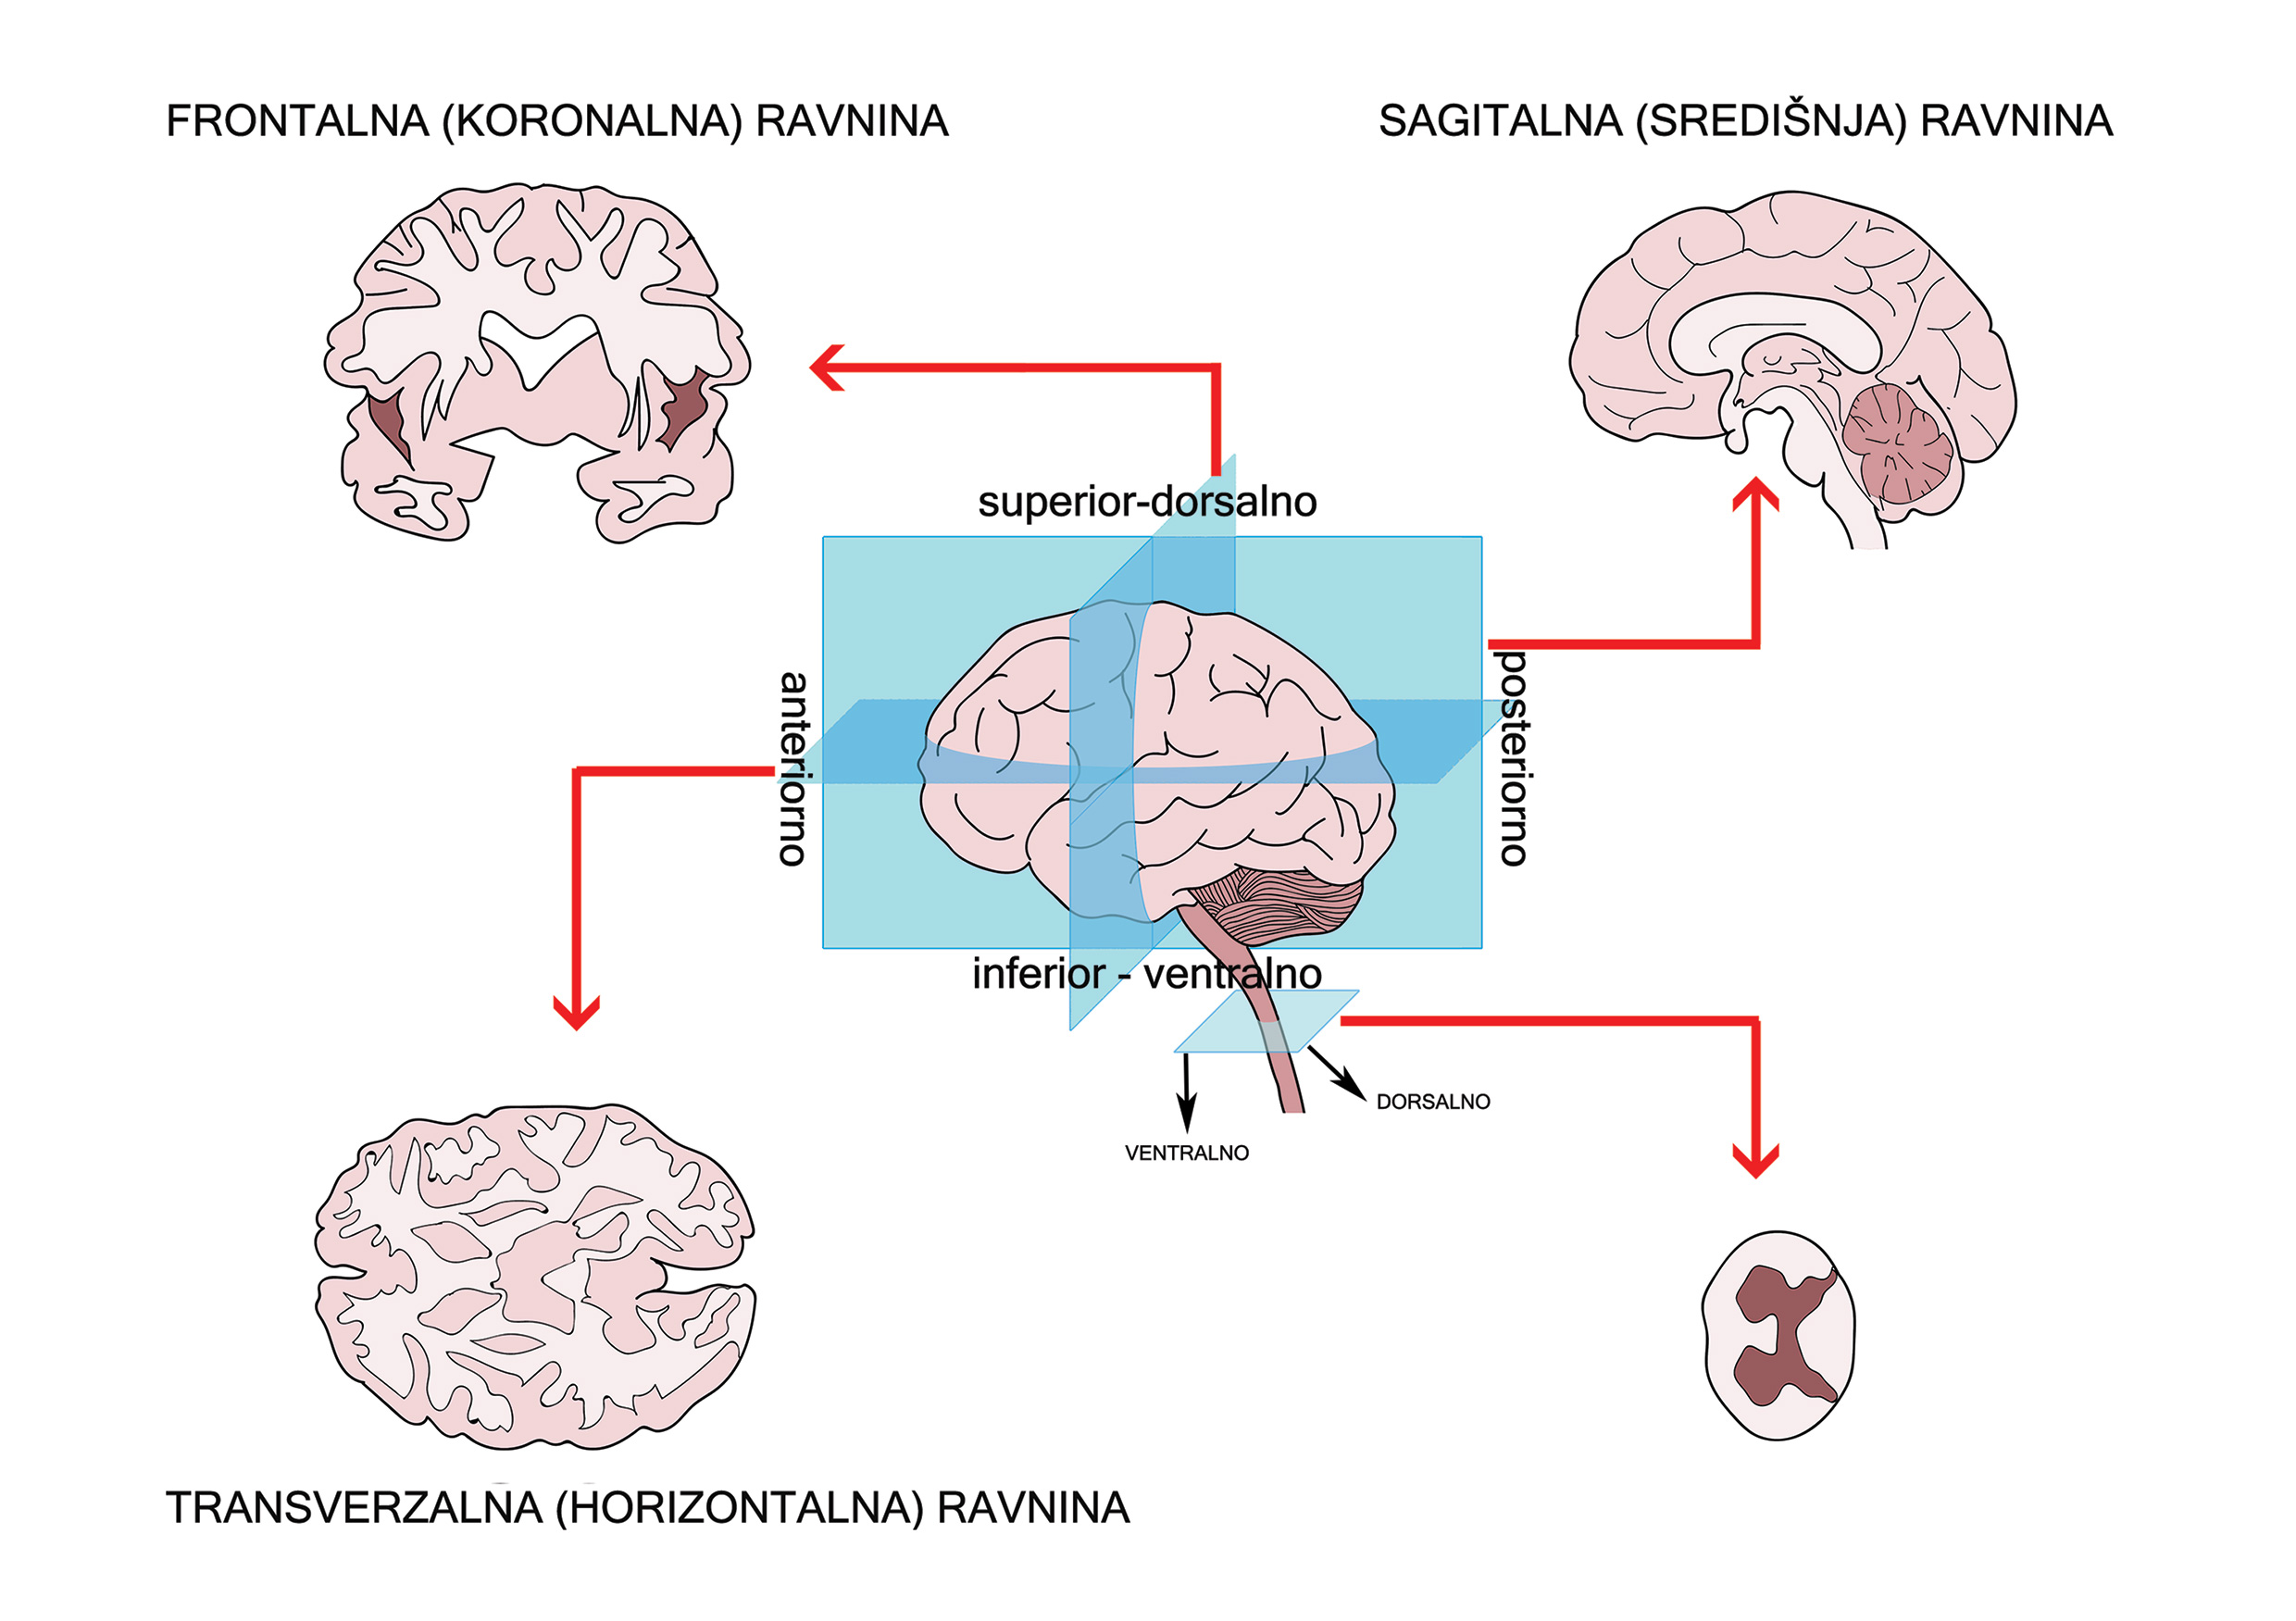 FRONTALNA (KORONALNA) RAVNINA
SAGITALNA (SREDIŠNJA) RAVNINA
superior-dorsalno
anteriorno
posteriorno
inferior - ventralno
DORSALNO
VENTRALNO
TRANSVERZALNA (HORIZONTALNA) RAVNINA